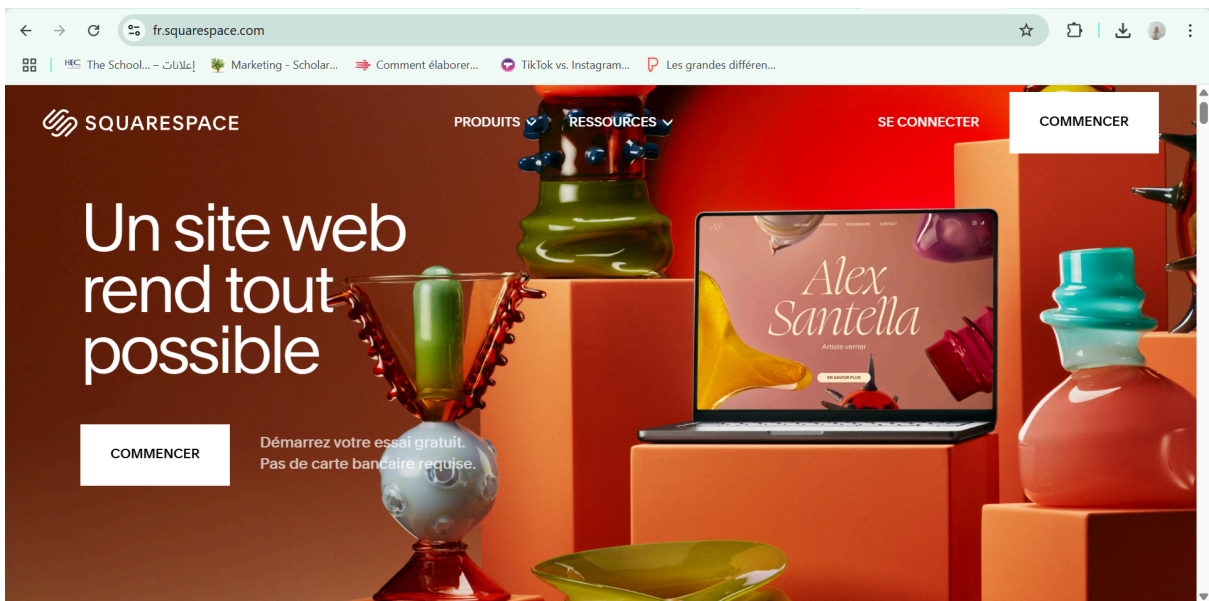 fr.squarespace.com
HEC The School... – إعلانات
Marketing - Scholar...
Comment élaborer...
TikTok vs. Instagram...
Les grandes différen...
SQUARESPACE
PRODUITS
RESSOURCES
SE CONNECTER
COMMENCER
Un site web
rend tout
possible
COMMENCER
Démarrez votre essai gratuit.
Pas de carte bancaire requise.
CONTACT
Alex
Santella
Artiste verrier
EN SAVOIR PLUS